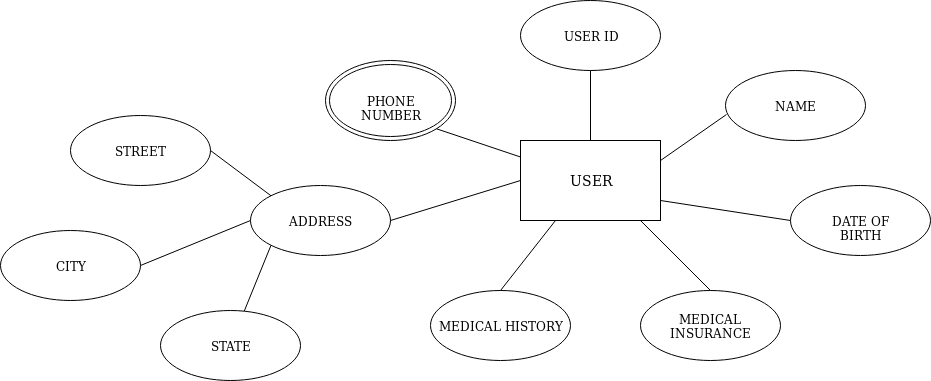 USER ID
PHONE
NUMBER
NAME
STREET
USER
ADDRESS
DATE OF
BIRTH
CITY
MEDICAL HISTORY
MEDICAL
INSURANCE
STATE